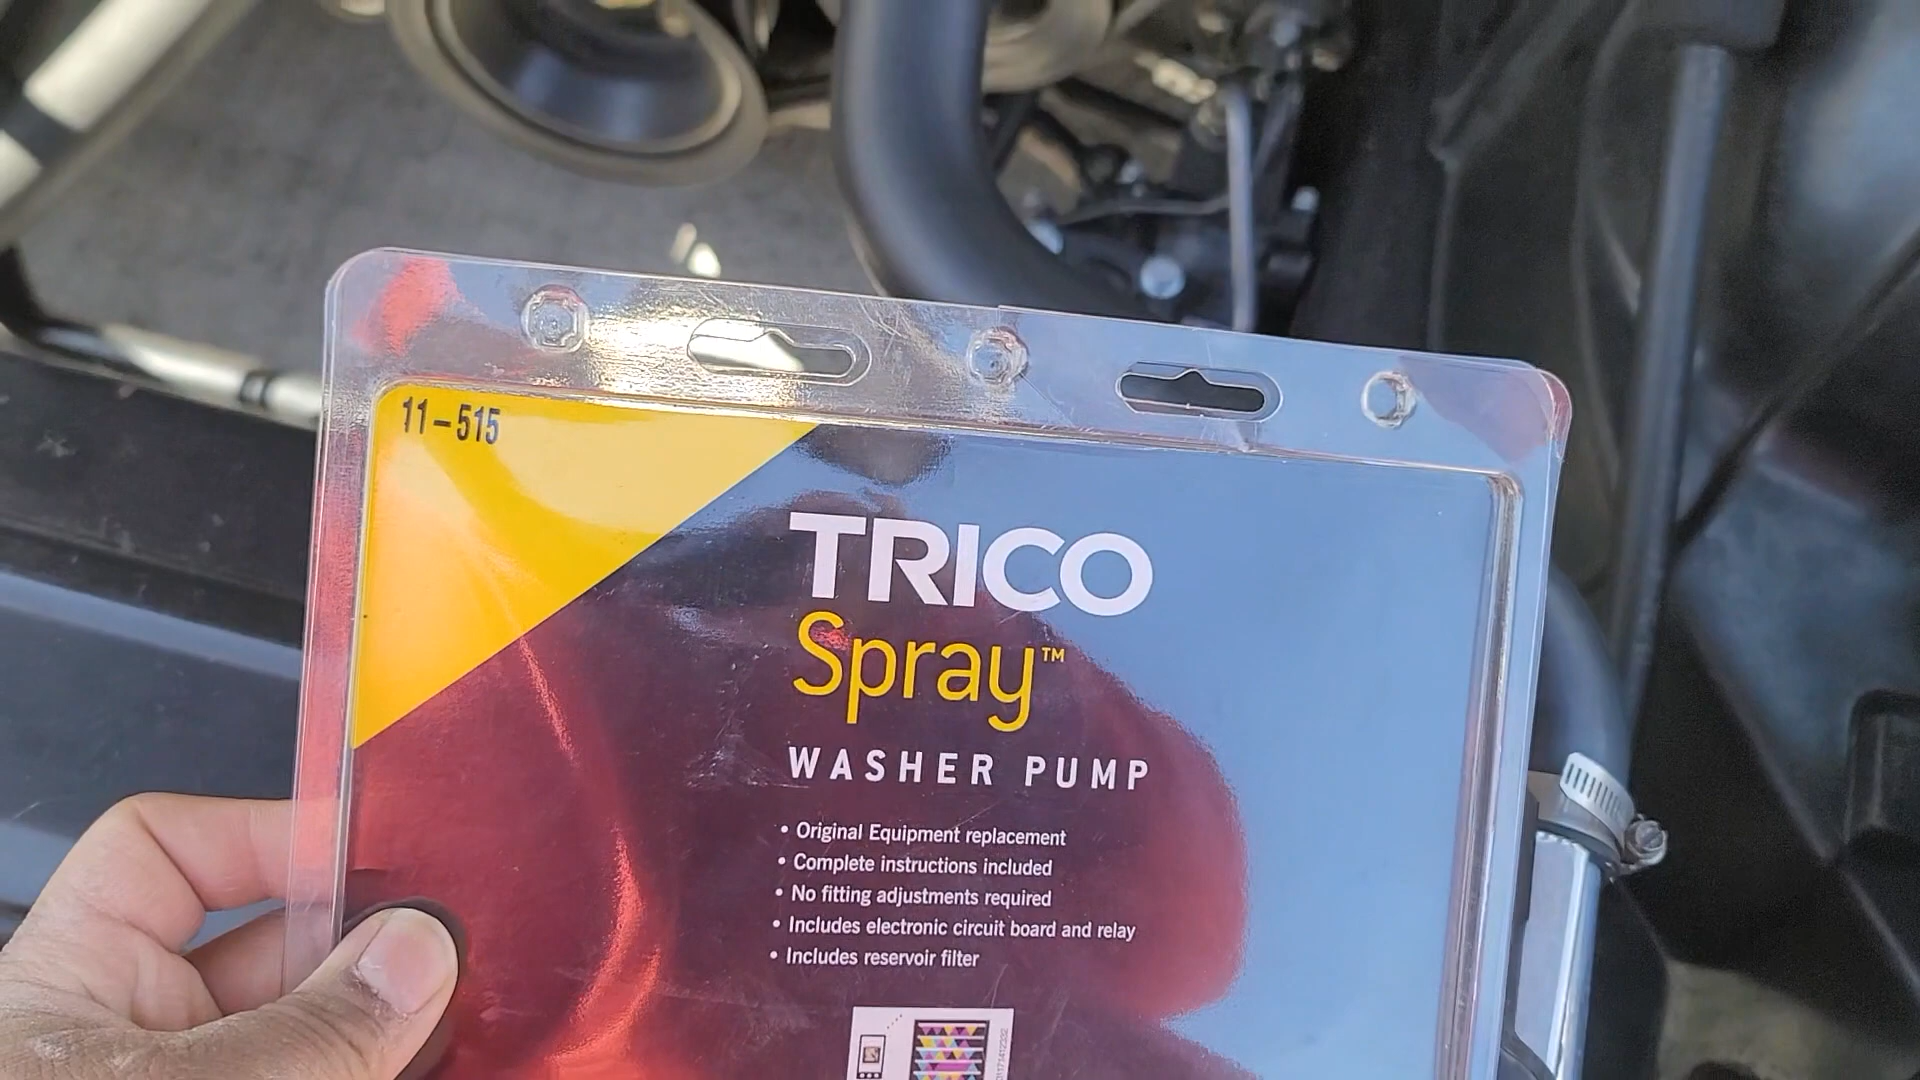 11-515
TRICO
Spray™
WASHER PUMP
• Original Equipment replacement
• Complete instructions included
• No fitting adjustments required
• Includes electronic circuit board and relay
• Includes reservoir filter